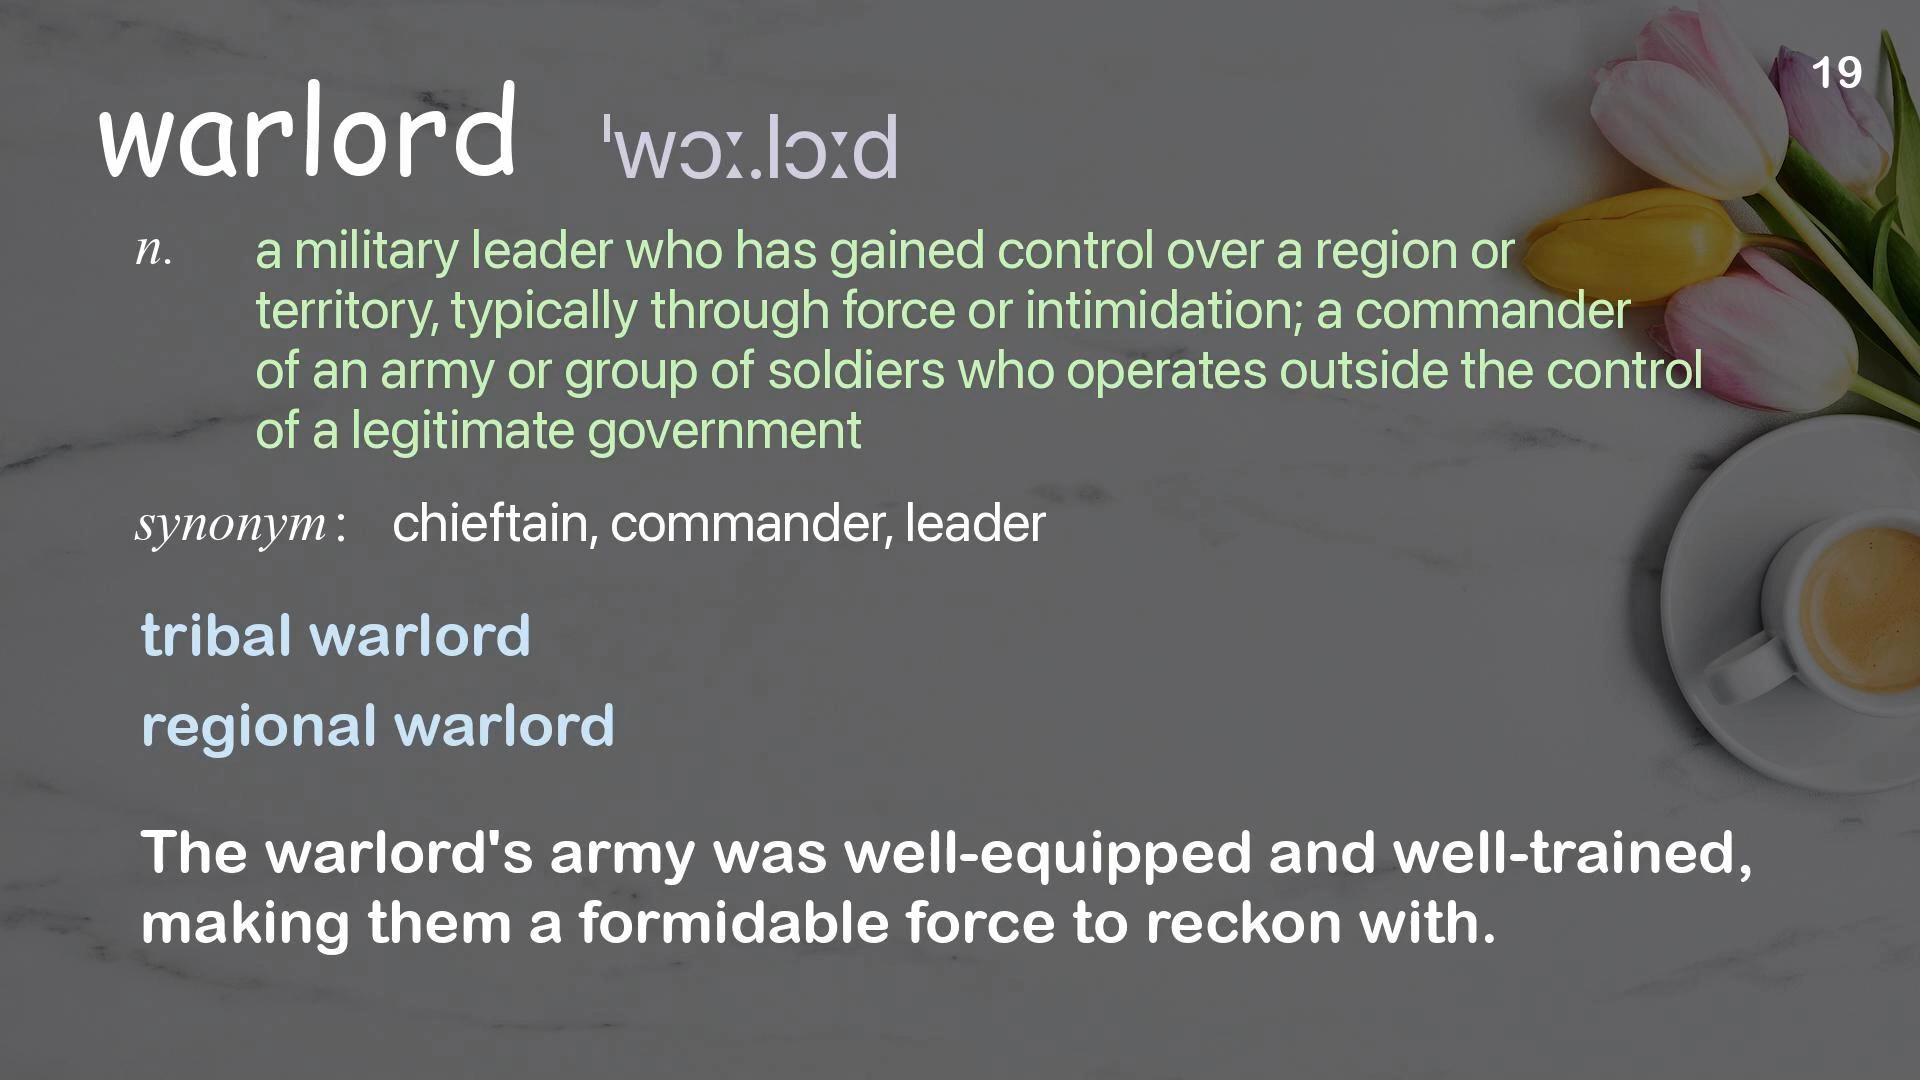 19
warlord ˈwɔː.lɔːd
n. a military leader who has gained control over a region or
territory, typically through force or intimidation; a commander
of an army or group of soldiers who operates outside the control
of a legitimate government
synonym: chieftain, commander, leader
tribal warlord
regional warlord
The warlord's army was well-equipped and well-trained,
making them a formidable force to reckon with.